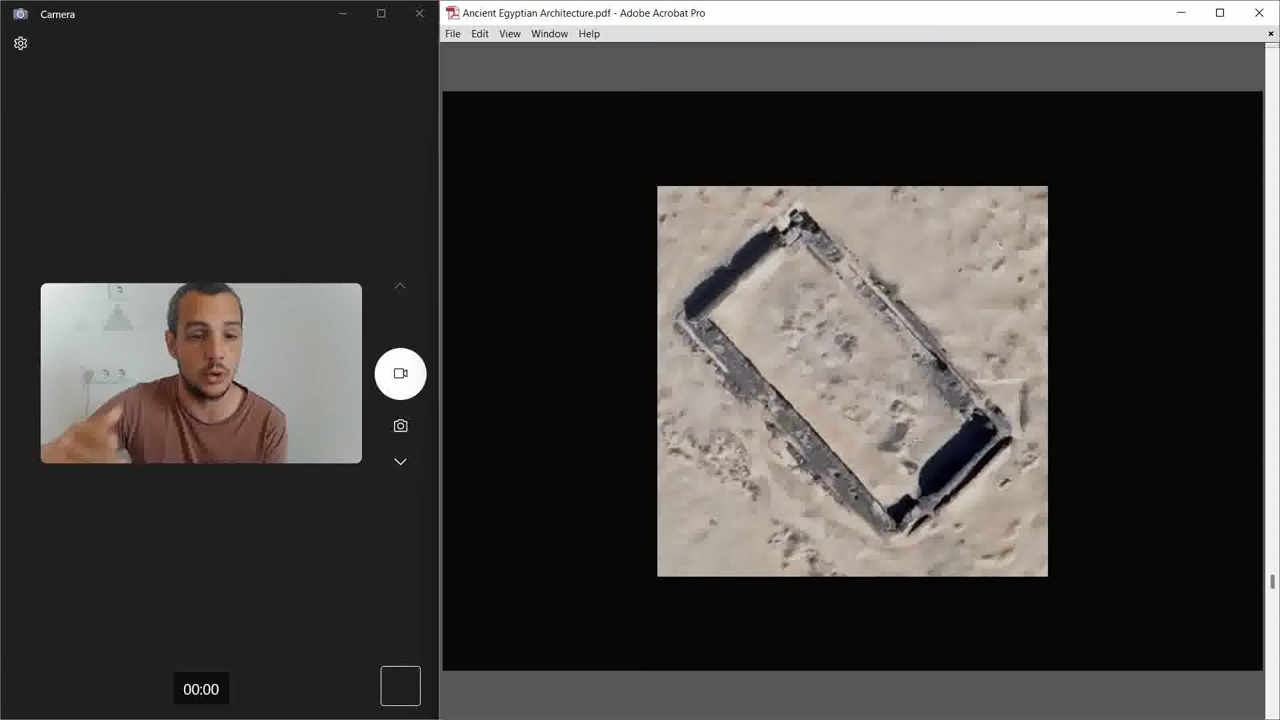 Camera
Ancient Egyptian Architecture.pdf - Adobe Acrobat Pro
File Edit View Window Help
00:00